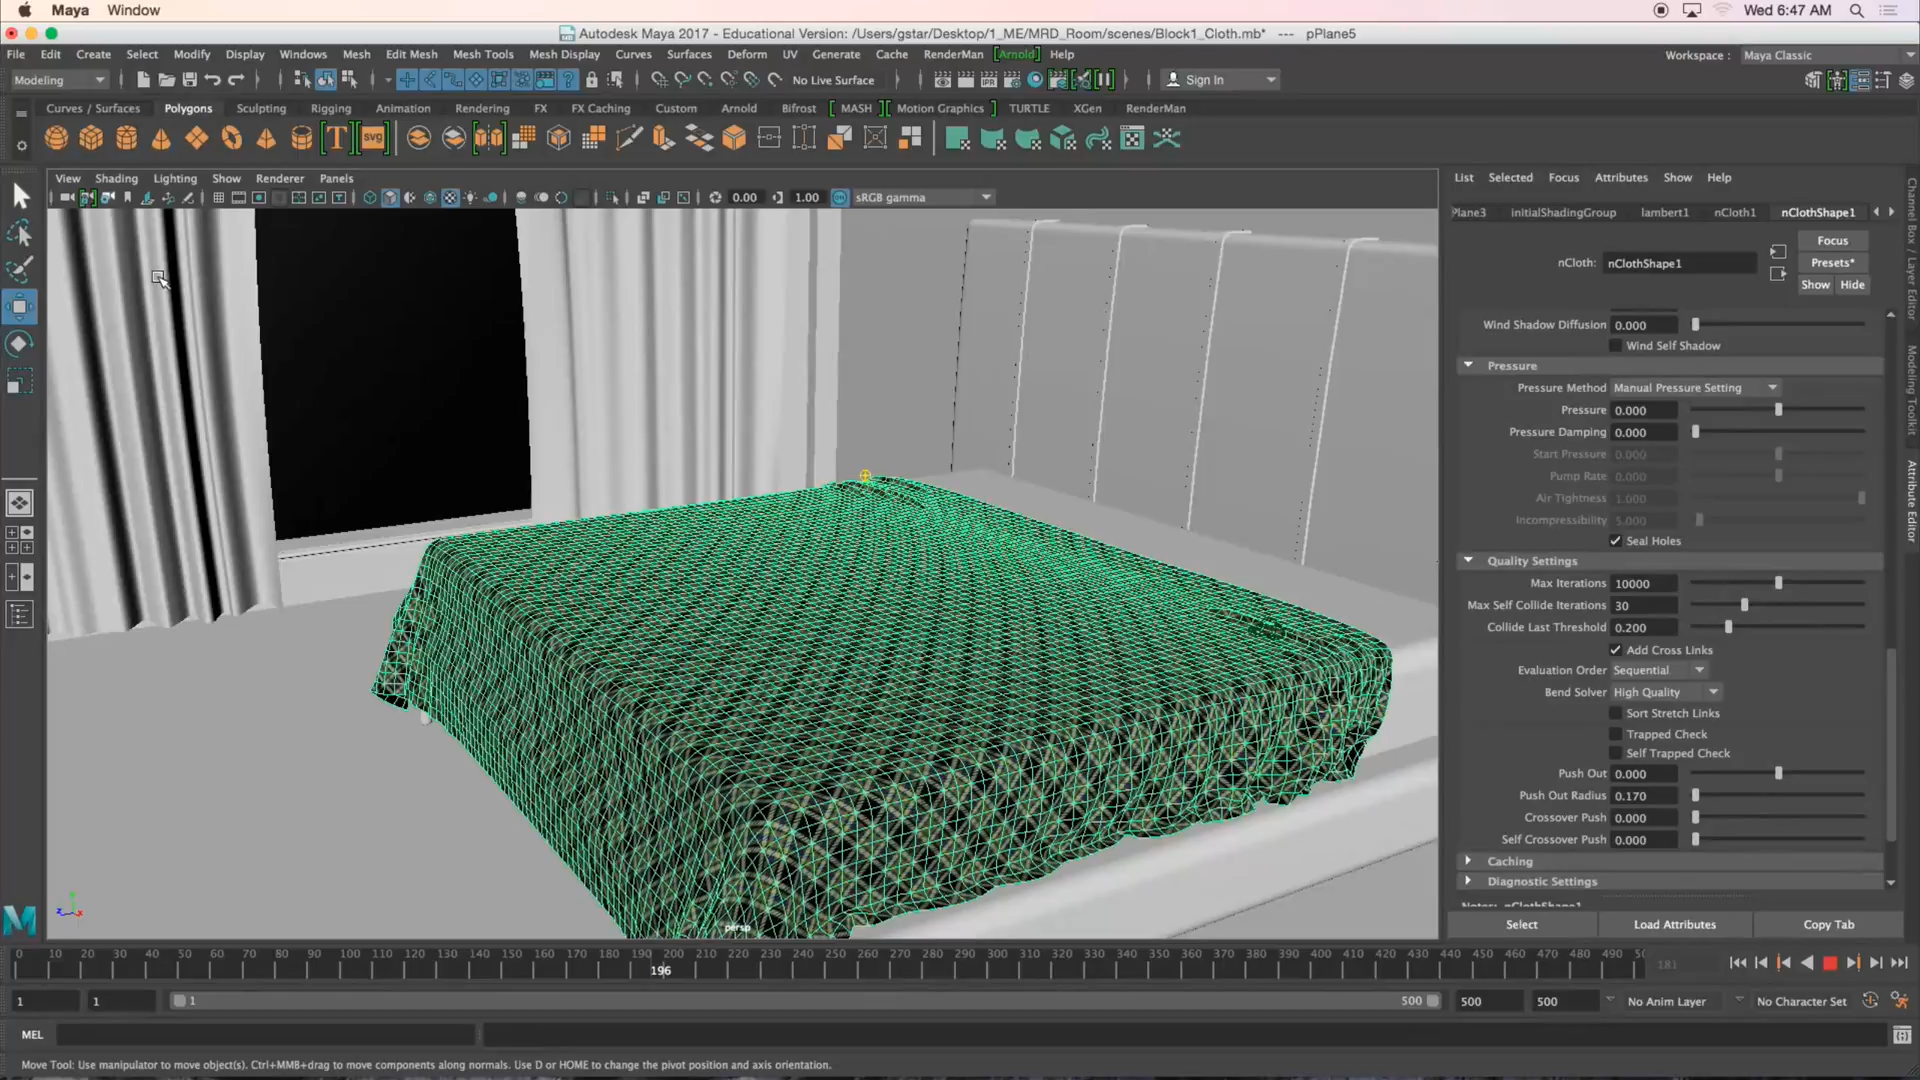 Maya Window Wed 6:47 AM
Autodesk Maya 2017 - Educational Version: /Users/gstar/Desktop/1_ME/MRD_Room/scenes/Block1_Cloth.mb* --- pPlane5
File Edit Create Select Modify Display Windows Mesh Edit Mesh Mesh Tools Mesh Display Curves Surfaces Deform UV Generate Cache RenderMan [Arnold] Help Workspace : Maya Classic
Modeling No Live Surface Sign In
Curves / Surfaces Polygons Sculpting Rigging Animation Rendering FX FX Caching Custom Arnold Bifrost MASH Motion Graphics TURTLE XGen RenderMan
T SVG
View Shading Lighting Show Renderer Panels
0.00 1.00 sRGB gamma
persp
List Selected Focus Attributes Show Help
Plane3 initialShadingGroup lambert1 nCloth1 nClothShape1
Focus
nCloth: nClothShape1 Presets*
Show Hide
Wind Shadow Diffusion 0.000
Wind Self Shadow
Pressure
Pressure Method Manual Pressure Setting
Pressure 0.000
Pressure Damping 0.000
Start Pressure 0.000
Pump Rate 0.000
Air Tightness 1.000
Incompressibility 5.000
Seal Holes
Quality Settings
Max Iterations 10000
Max Self Collide Iterations 30
Collide Last Threshold 0.200
Add Cross Links
Evaluation Order Sequential
Bend Solver High Quality
Sort Stretch Links
Trapped Check
Self Trapped Check
Push Out 0.000
Push Out Radius 0.170
Crossover Push 0.000
Self Crossover Push 0.000
Caching
Diagnostic Settings
Notes: nClothShape1
Select Load Attributes Copy Tab
Channel Box / Layer Editor
Modeling Toolkit
Attribute Editor
0 10 20 30 40 50 60 70 80 90 100 110 120 130 140 150 160 170 180 190 200 210 220 230 240 250 260 270 280 290 300 310 320 330 340 350 360 370 380 390 400 410 420 430 440 450 460 470 480 490 181
196
1 1 1 500 500 500 No Anim Layer No Character Set
MEL
Move Tool: Use manipulator to move object(s). Ctrl+MMB+drag to move components along normals. Use D or HOME to change the pivot position and axis orientation.